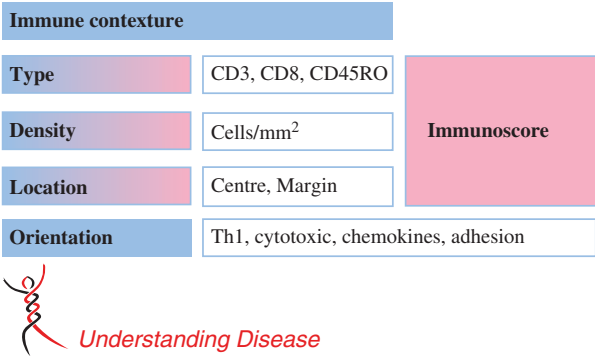 Immune contexture
Type CD3, CD8, CD45RO
Density Cells/mm² Immunoscore
Location Centre, Margin
Orientation Th1, cytotoxic, chemokines, adhesion
Understanding Disease